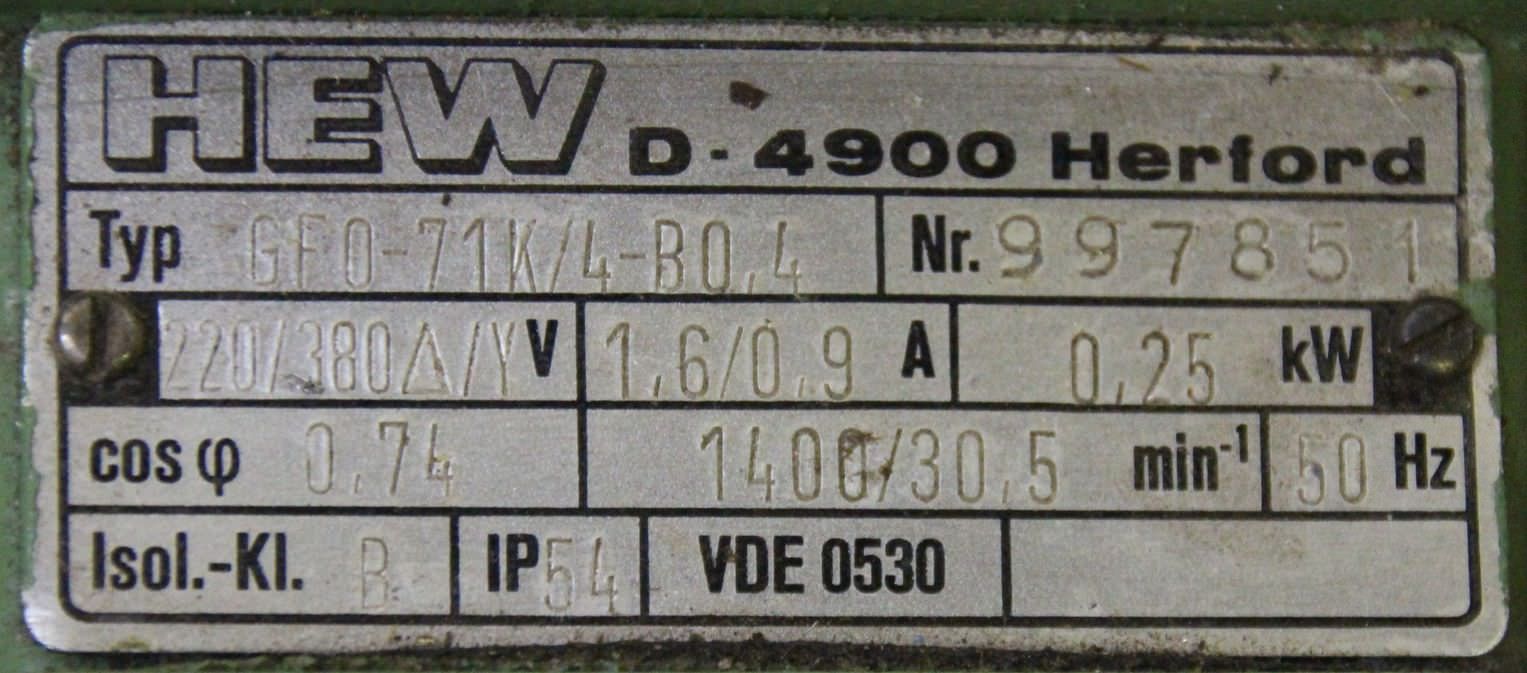 HEW D-4900 Herford
Typ GF0-71K/4-B0,4 Nr. 997851
220/380Δ/Y V 1,6/0,9 A 0,25 kW
cos φ 0,74 1400/30,5 min⁻¹ 50 Hz
Isol.-Kl. B IP54 VDE 0530